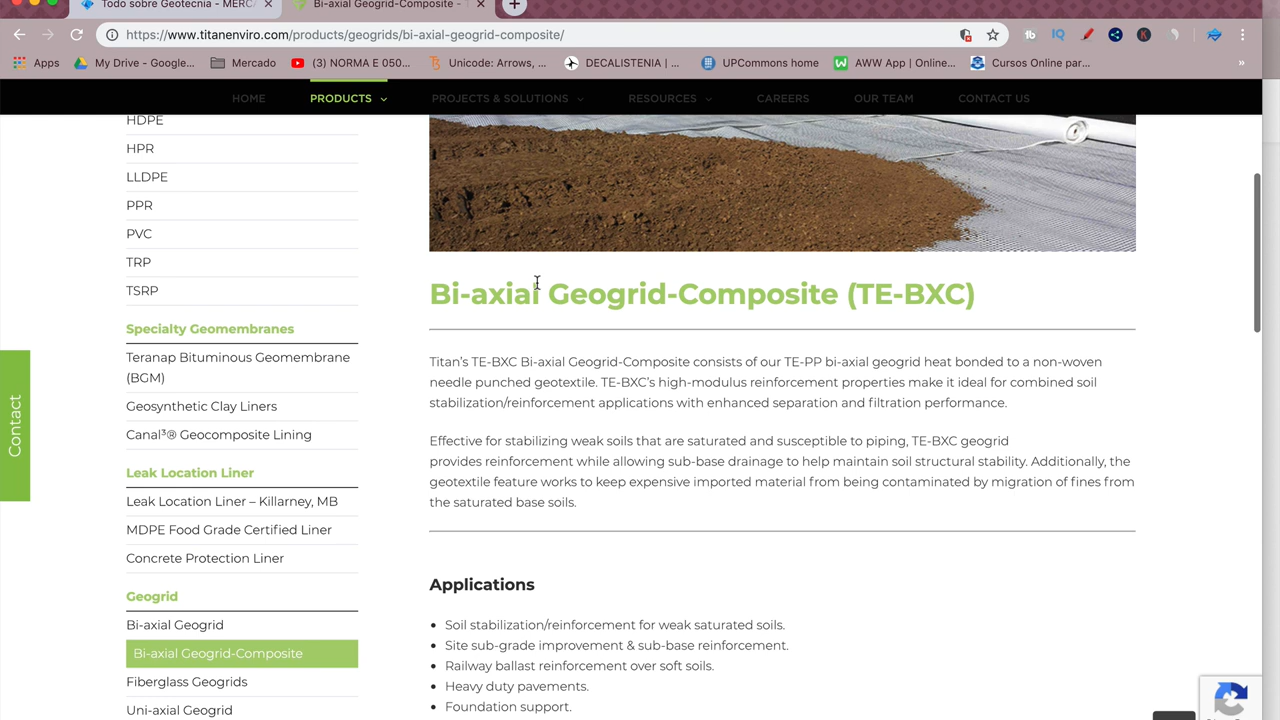 Todo sobre Geotecnia - MERC
Bi-axial Geogrid-Composite - T
https://www.titanenviro.com/products/geogrids/bi-axial-geogrid-composite/
Apps
My Drive - Google...
Mercado
(3) NORMA E 050...
Unicode: Arrows, ...
DECALISTENIA | ...
UPCommons home
AWW App | Online...
Cursos Online par...
»
HOME
PRODUCTS
PROJECTS & SOLUTIONS
RESOURCES
CAREERS
OUR TEAM
CONTACT US
HDPE
HPR
LLDPE
PPR
PVC
TRP
TSRP
Specialty Geomembranes
Teranap Bituminous Geomembrane
(BGM)
Geosynthetic Clay Liners
Canal³® Geocomposite Lining
Leak Location Liner
Leak Location Liner – Killarney, MB
MDPE Food Grade Certified Liner
Concrete Protection Liner
Geogrid
Bi-axial Geogrid
Bi-axial Geogrid-Composite
Fiberglass Geogrids
Uni-axial Geogrid
Contact
Bi-axial Geogrid-Composite (TE-BXC)
Titan's TE-BXC Bi-axial Geogrid-Composite consists of our TE-PP bi-axial geogrid heat bonded to a non-woven
needle punched geotextile. TE-BXC's high-modulus reinforcement properties make it ideal for combined soil
stabilization/reinforcement applications with enhanced separation and filtration performance.
Effective for stabilizing weak soils that are saturated and susceptible to piping, TE-BXC geogrid
provides reinforcement while allowing sub-base drainage to help maintain soil structural stability. Additionally, the
geotextile feature works to keep expensive imported material from being contaminated by migration of fines from
the saturated base soils.
Applications
• Soil stabilization/reinforcement for weak saturated soils.
• Site sub-grade improvement & sub-base reinforcement.
• Railway ballast reinforcement over soft soils.
• Heavy duty pavements.
• Foundation support.